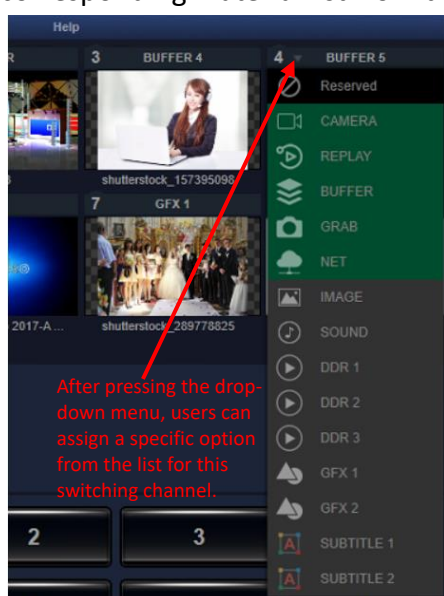 Help
3 BUFFER 4
4 BUFFER 5
Reserved
CAMERA
REPLAY
shutterstock_157395098
BUFFER
7 GFX 1
GRAB
NET
IMAGE
2017-A...
shutterstock_289778825
SOUND
DDR 1
After pressing the drop-
down menu, users can
assign a specific option
from the list for this
switching channel.
DDR 2
DDR 3
GFX 1
GFX 2
2
3
SUBTITLE 1
SUBTITLE 2